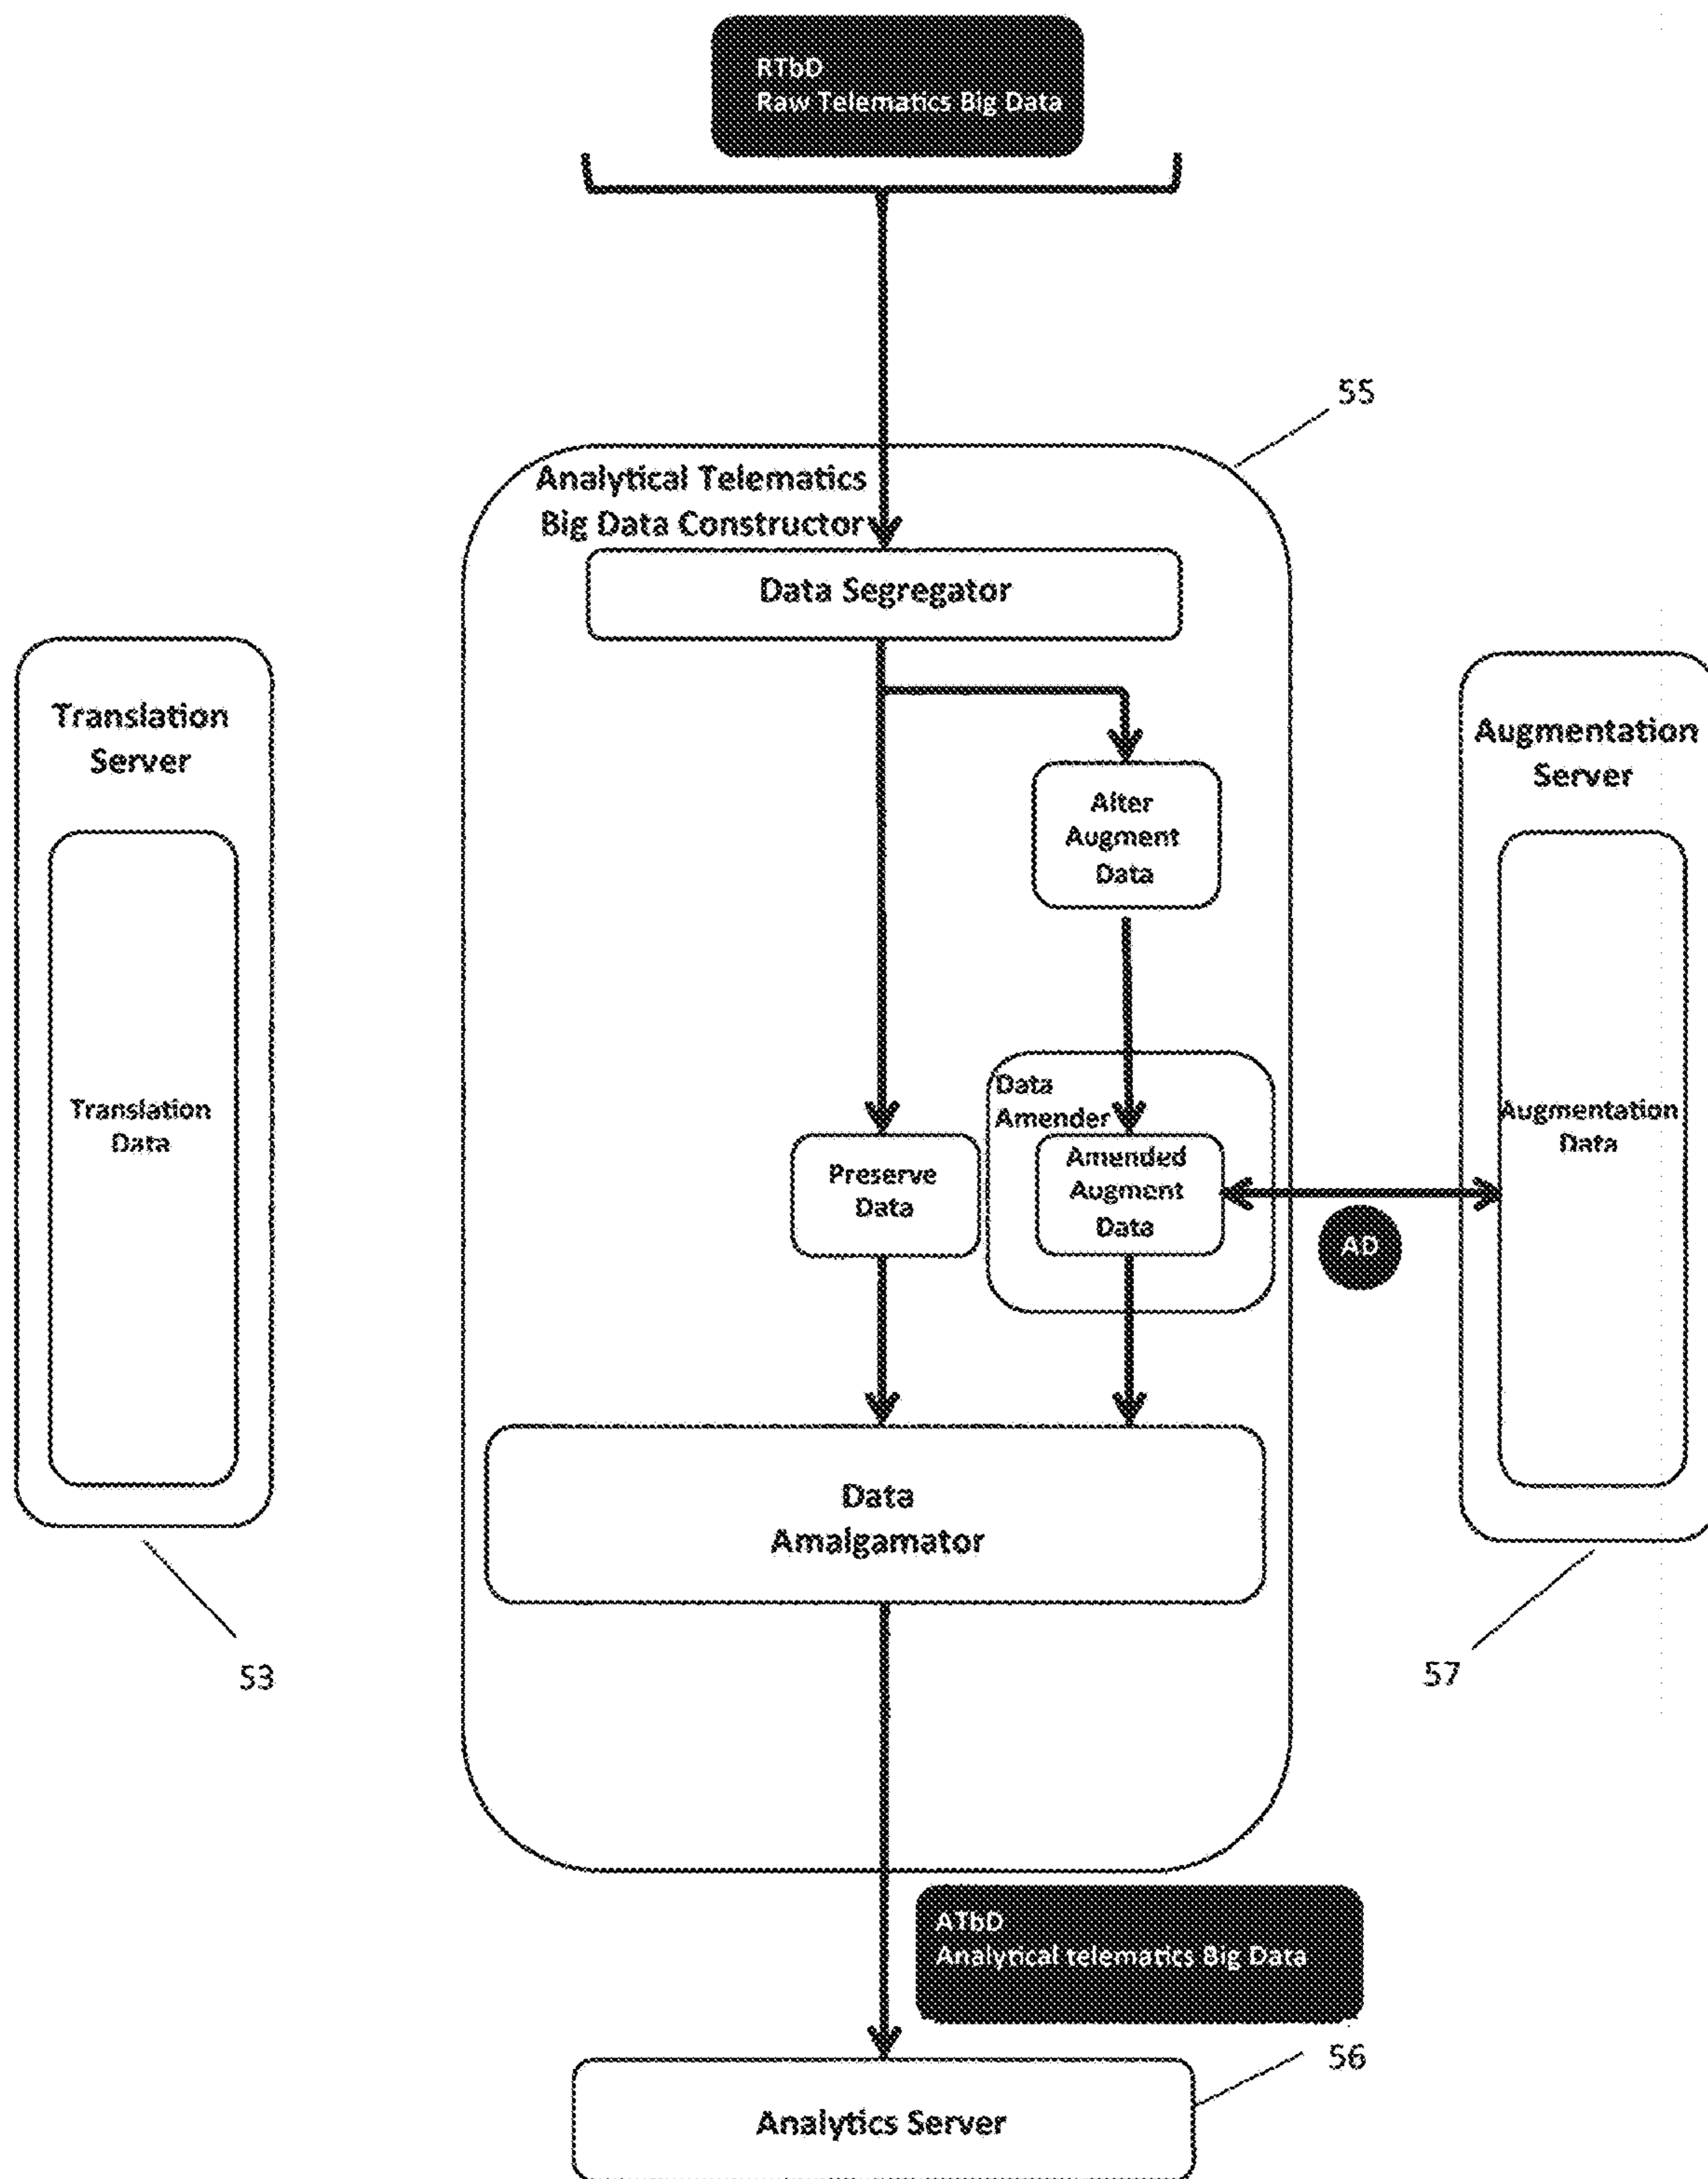 RTbD
Raw Telematics Big Data
55
Analytical Telematics
Big Data Constructor
Data Segregator
Translation
Server
Augmentation
Server
Alter
Augment
Data
Translation
Data
Data
Amender
Augmentation
Data
Preserve
Data
Amended
Augment
Data
AD
Data
Amalgamator
53
57
ATbD
Analytical telematics Big Data
56
Analytics Server